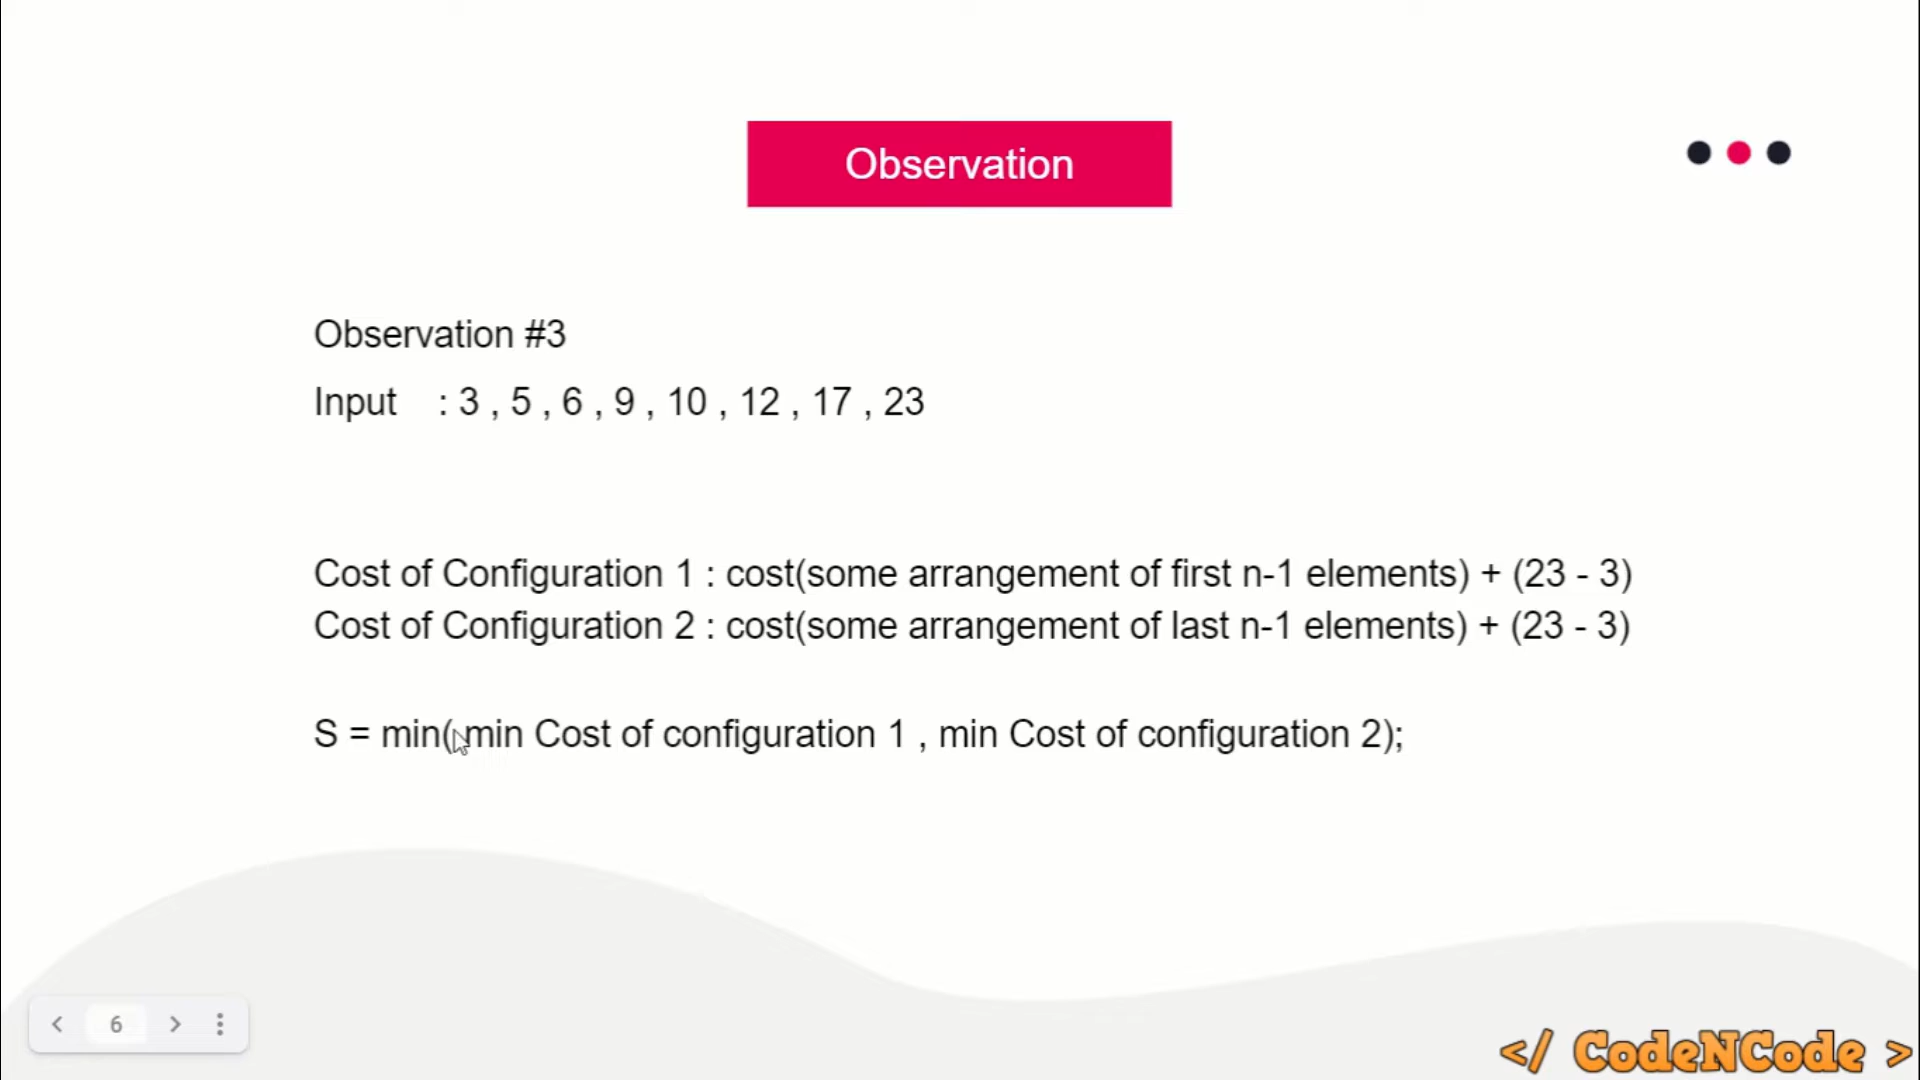 Observation
Observation #3
Input : 3 , 5 , 6 , 9 , 10 , 12 , 17 , 23
Cost of Configuration 1 : cost(some arrangement of first n-1 elements) + (23 - 3)
Cost of Configuration 2 : cost(some arrangement of last n-1 elements) + (23 - 3)
S = min( min Cost of configuration 1 , min Cost of configuration 2);
6
</ CodeNCode >